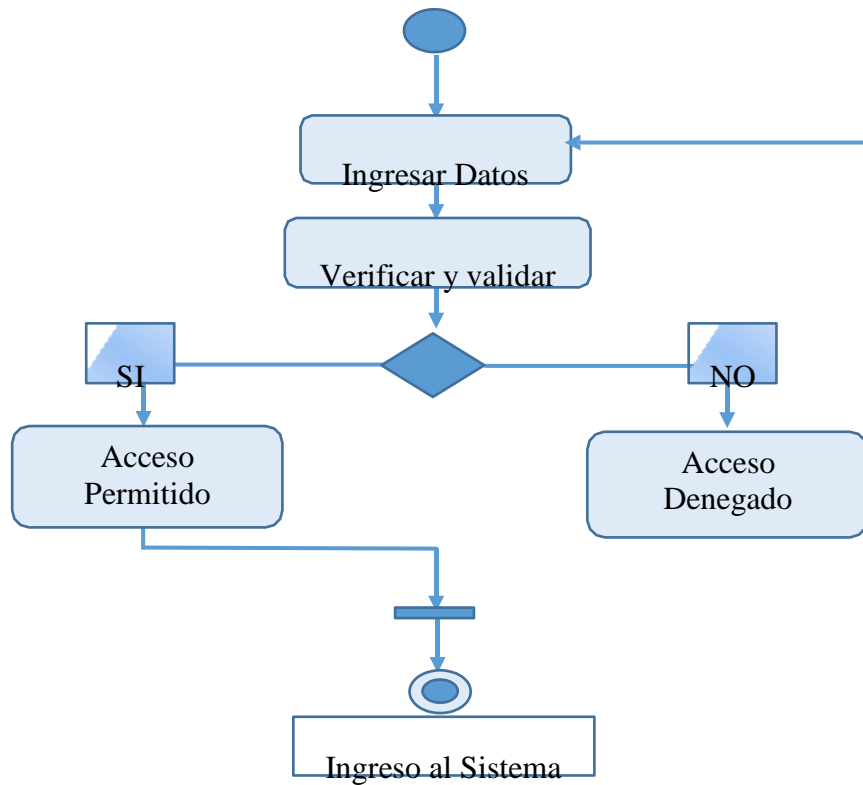 Ingresar Datos
Verificar y validar
SI
NO
Acceso
Permitido
Acceso
Denegado
Ingreso al Sistema